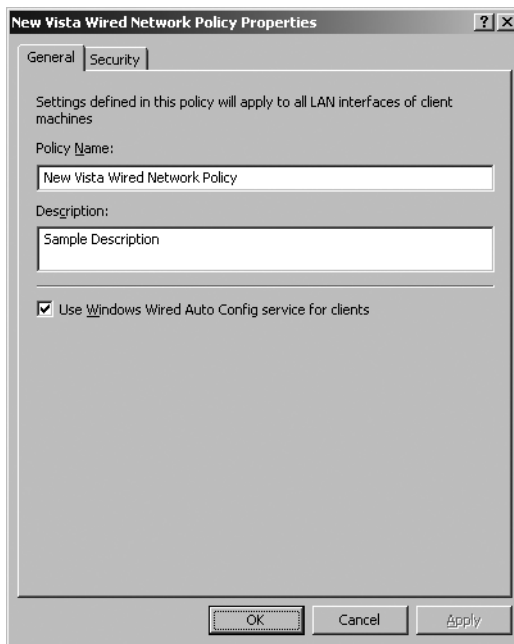 New Vista Wired Network Policy Properties
General Security
Settings defined in this policy will apply to all LAN interfaces of client
machines
Policy Name:
New Vista Wired Network Policy
Description:
Sample Description
Use Windows Wired Auto Config service for clients
OK Cancel Apply